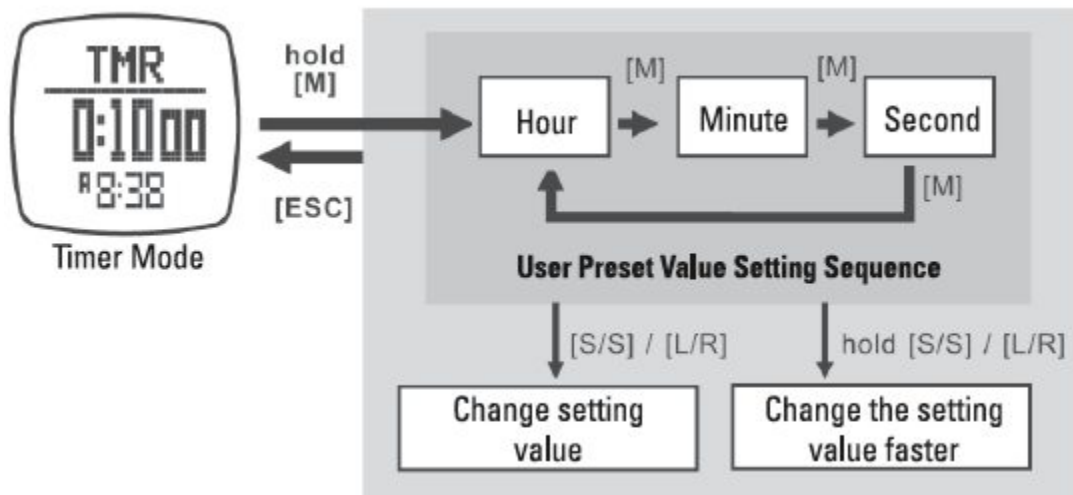 TMR
0:10 00
A 8:38
Timer Mode
hold
[M]
[ESC]
Hour
[M]
Minute
[M]
Second
[M]
User Preset Value Setting Sequence
[S/S] / [L/R]
hold [S/S] / [L/R]
Change setting
value
Change the setting
value faster